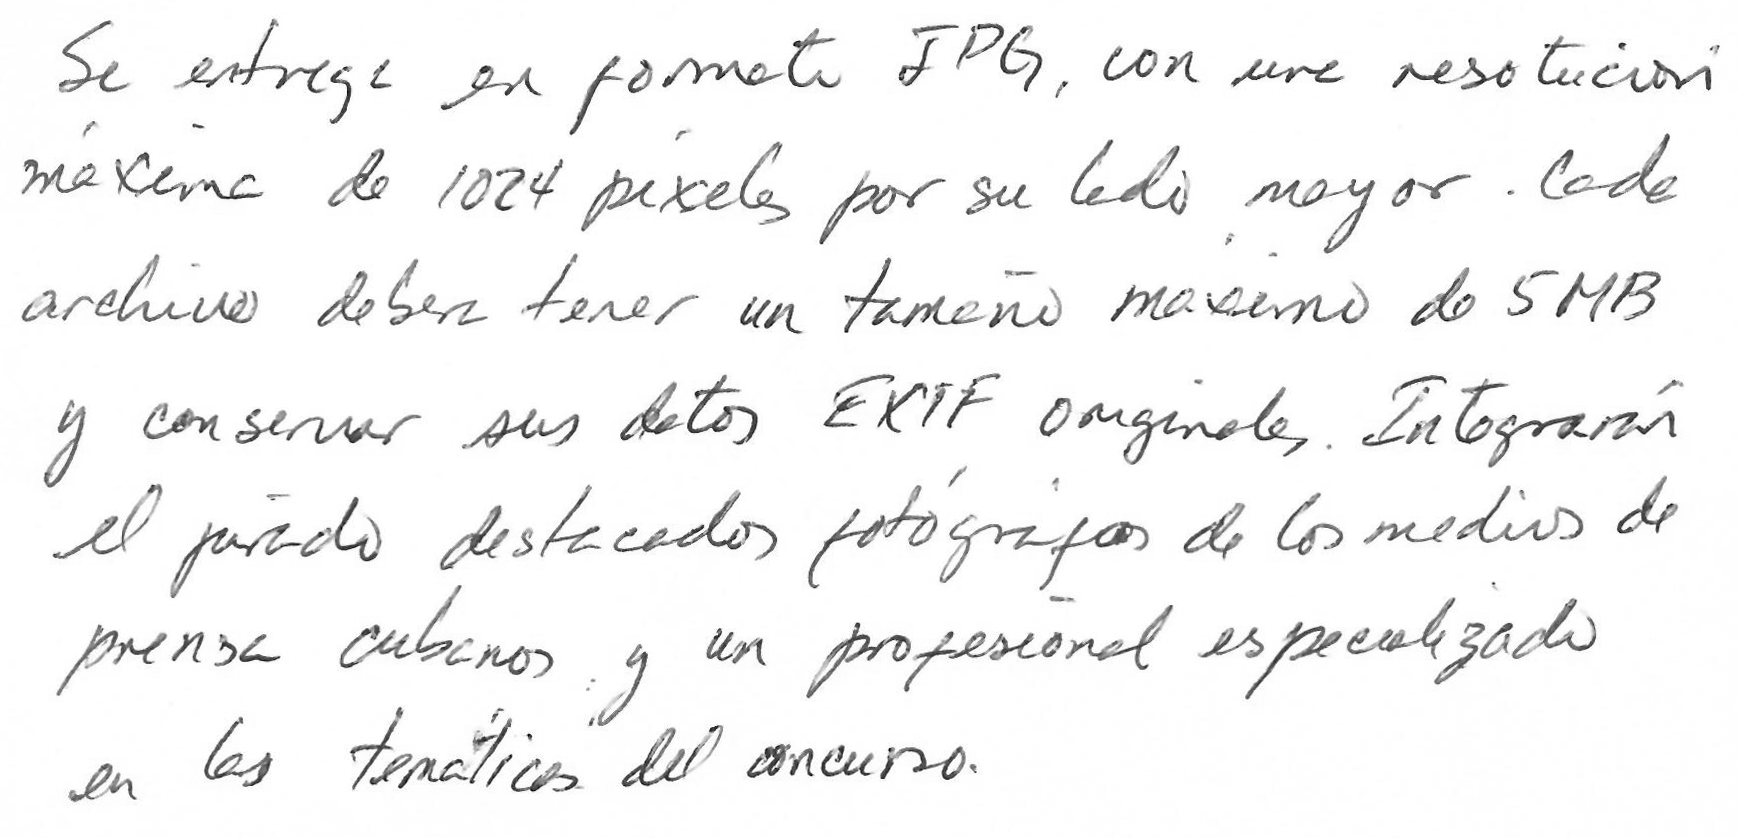 Se entrega en formato JPG, con una resolución
máxima de 1024 píxeles por su lado mayor. Cada
archivo deberá tener un tamaño máximo de 5MB
y conservar sus datos EXIF originales. Integrarán
el jurado destacados fotógrafos de los medios de
prensa cubanos y un profesional especializado
en las temáticas del concurso.